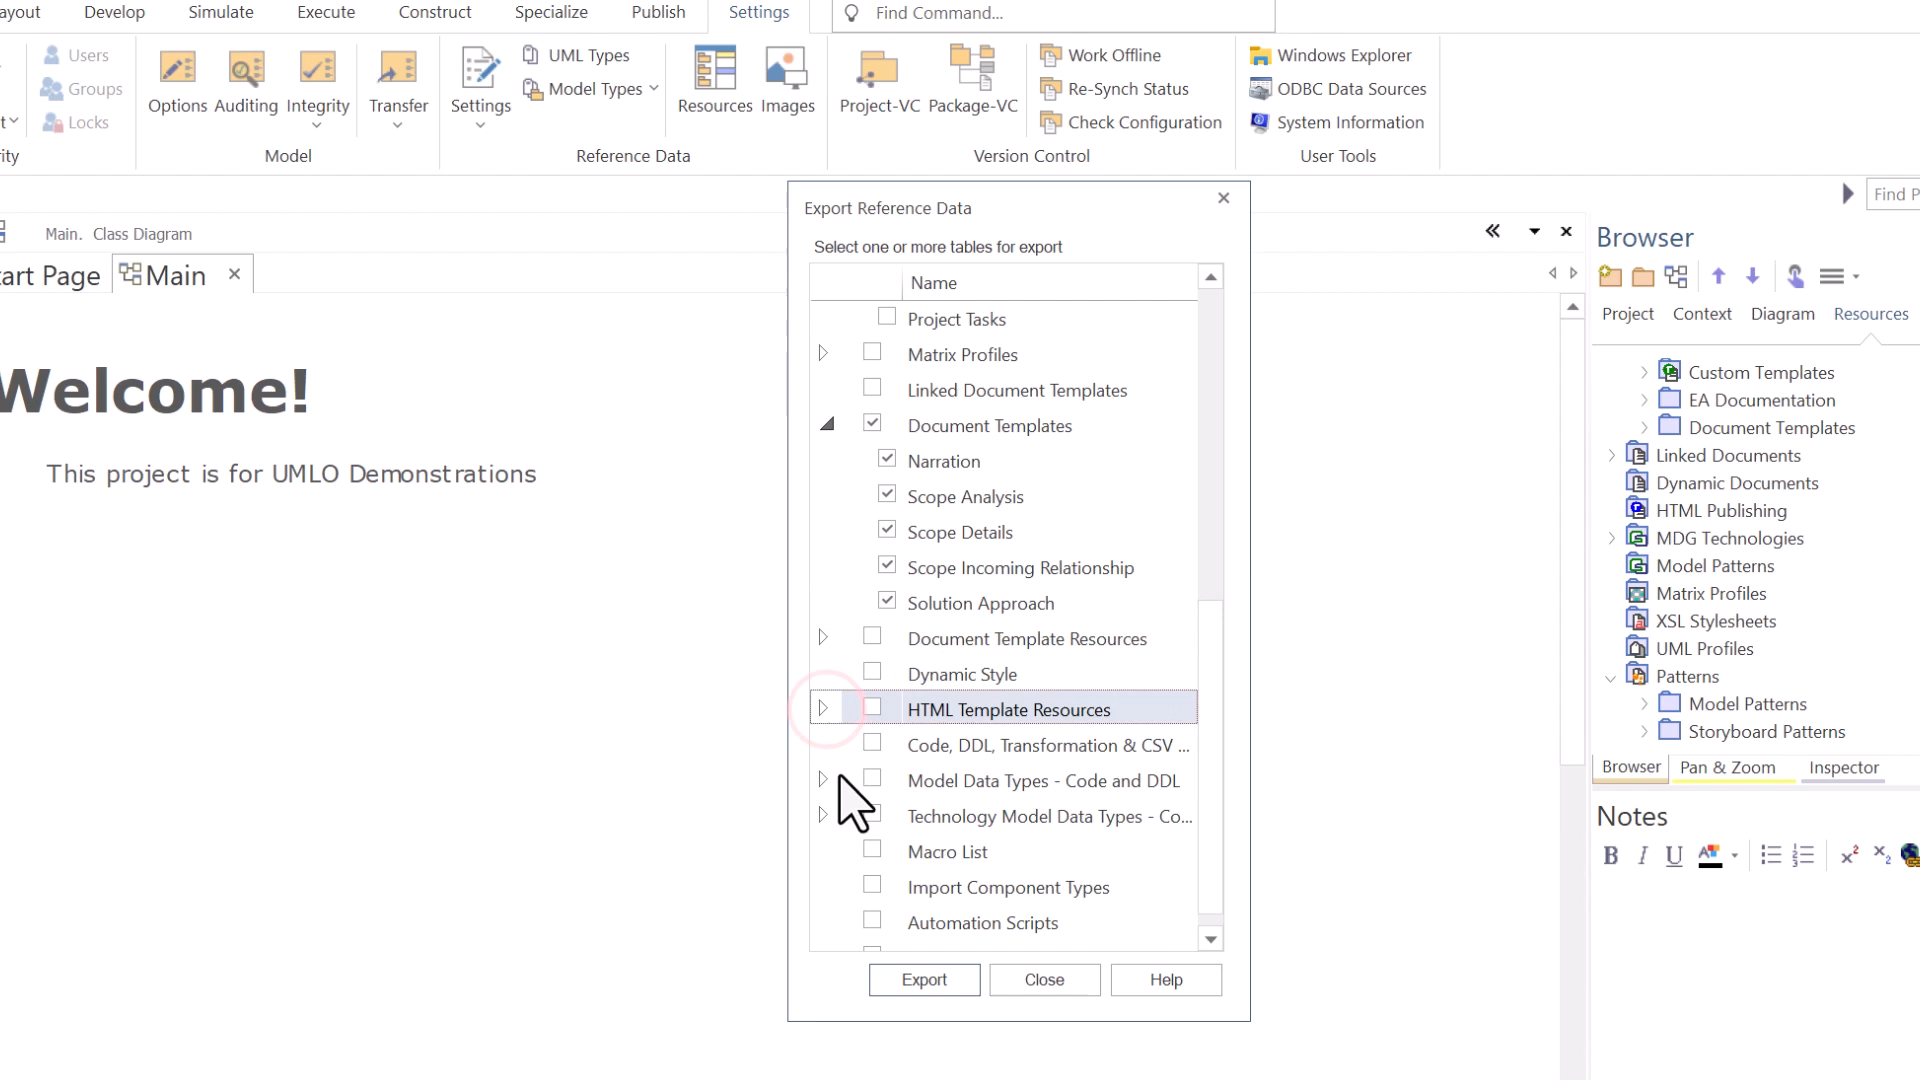 ayout Develop Simulate Execute Construct Specialize Publish Settings Find Command...
Users
Groups
Locks
Options Auditing Integrity Transfer Settings
UML Types
Model Types
Resources Images Project-VC Package-VC
Work Offline
Re-Synch Status
Check Configuration
Windows Explorer
ODBC Data Sources
System Information
ity Model Reference Data Version Control User Tools
Find P
Main. Class Diagram
tart Page Main
Welcome!
This project is for UMLO Demonstrations
Export Reference Data
Select one or more tables for export
Name
Project Tasks
Matrix Profiles
Linked Document Templates
Document Templates
Narration
Scope Analysis
Scope Details
Scope Incoming Relationship
Solution Approach
Document Template Resources
Dynamic Style
HTML Template Resources
Code, DDL, Transformation & CSV ...
Model Data Types - Code and DDL
Technology Model Data Types - Co...
Macro List
Import Component Types
Automation Scripts
Export Close Help
Browser
Project Context Diagram Resources
Custom Templates
EA Documentation
Document Templates
Linked Documents
Dynamic Documents
HTML Publishing
MDG Technologies
Model Patterns
Matrix Profiles
XSL Stylesheets
UML Profiles
Patterns
Model Patterns
Storyboard Patterns
Browser Pan & Zoom Inspector
Notes
B I U A x² x₂